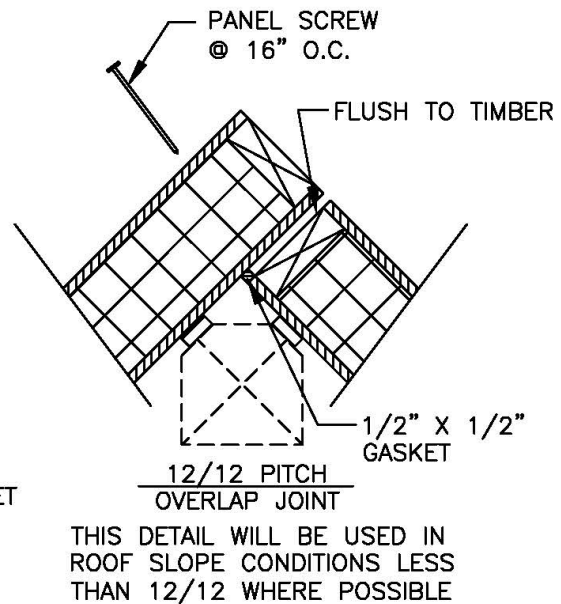 PANEL SCREW
@ 16" O.C.
FLUSH TO TIMBER
1/2" X 1/2"
GASKET
ET
12/12 PITCH
OVERLAP JOINT
THIS DETAIL WILL BE USED IN
ROOF SLOPE CONDITIONS LESS
THAN 12/12 WHERE POSSIBLE